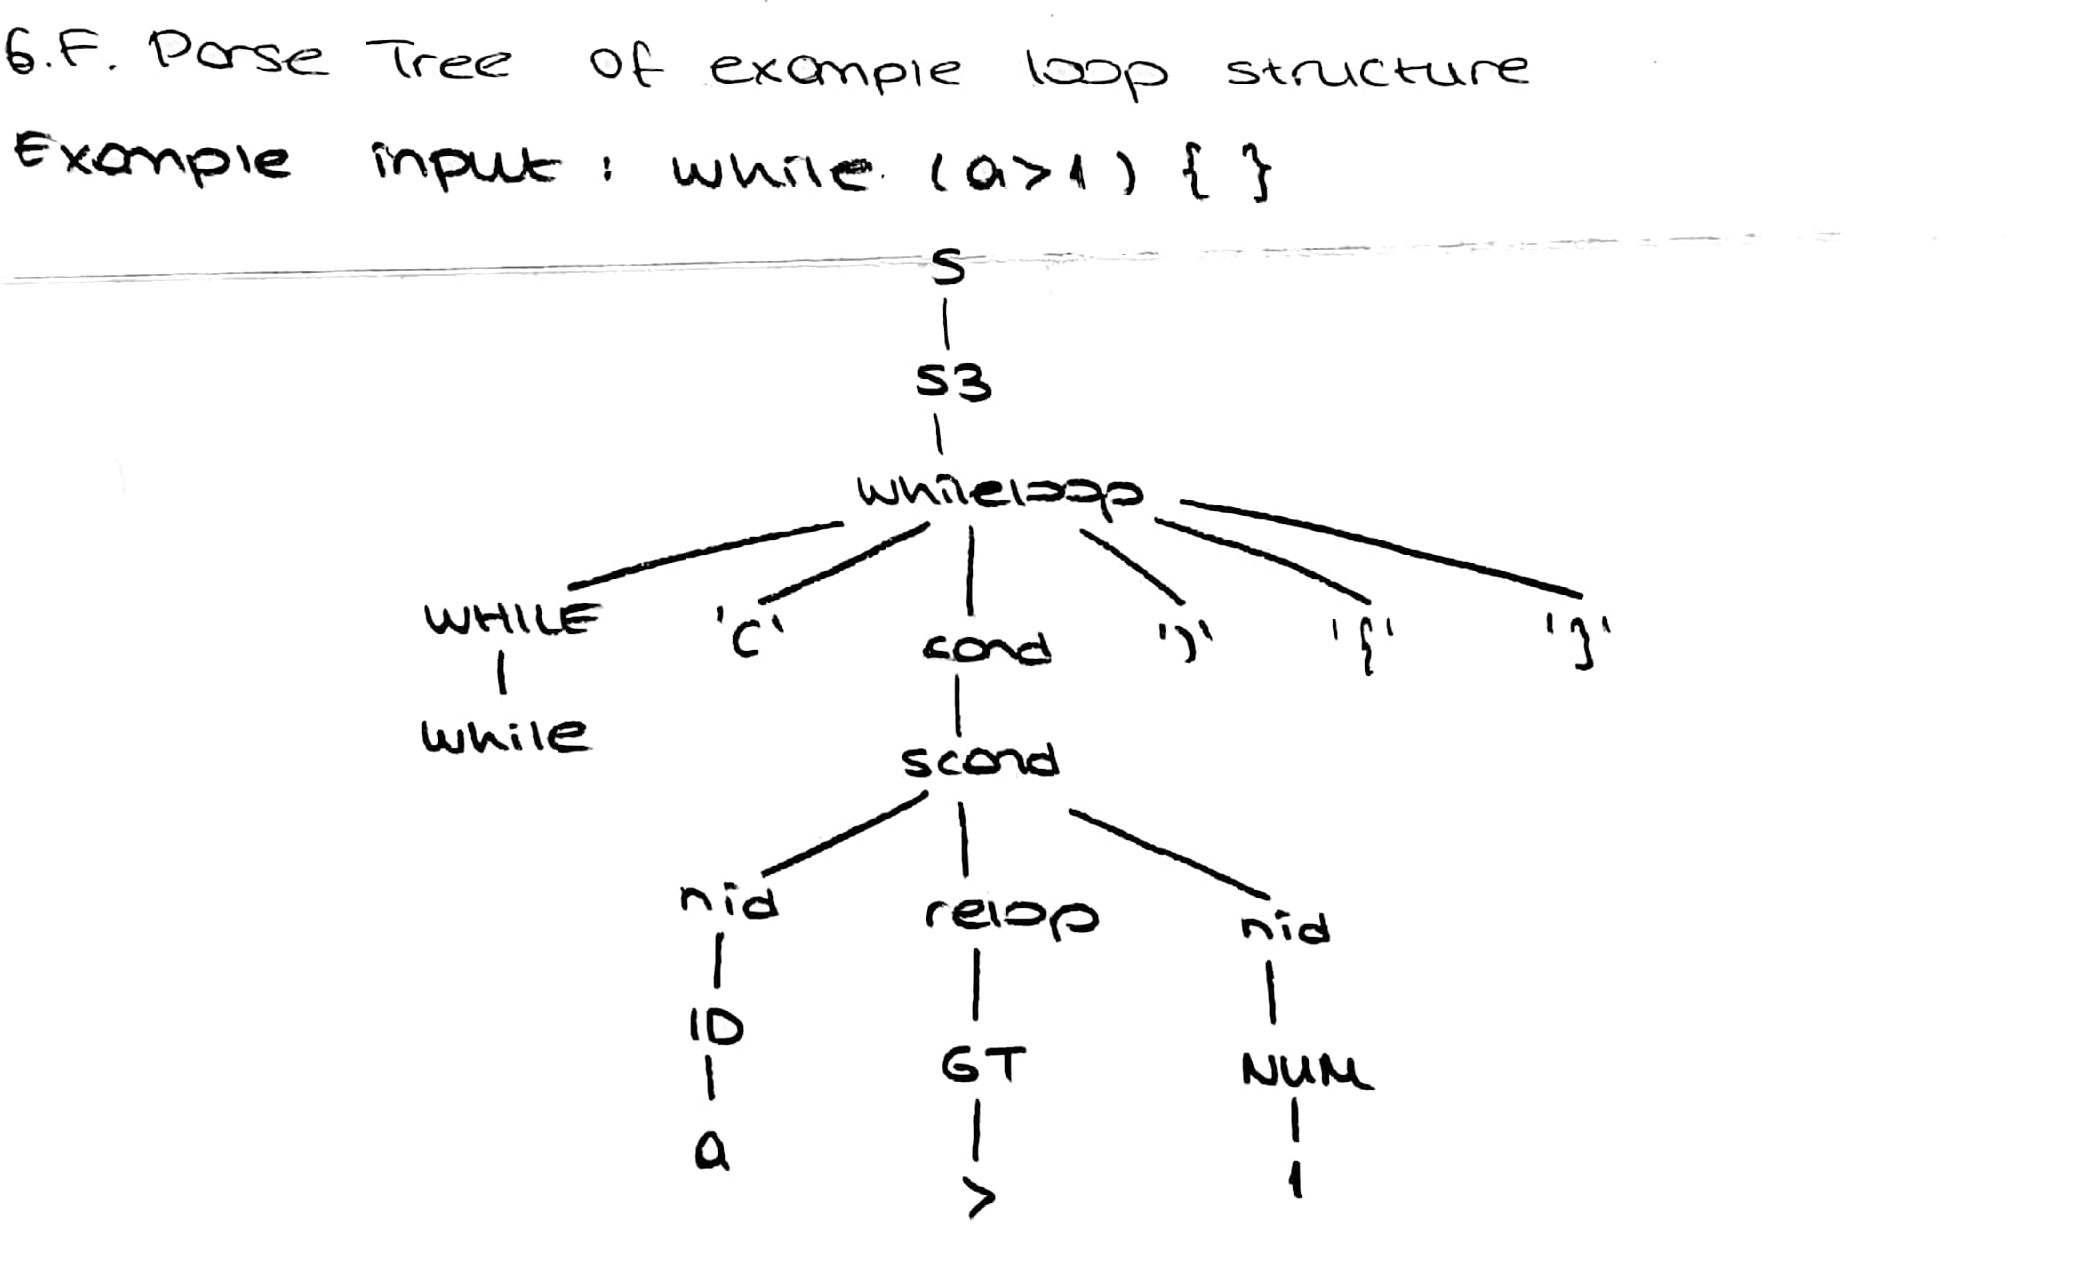 6.F. Parse Tree of example loop structure
Example input : while (a>1) { }
S
S3
whileloop
WHILE '(' cond ')' '{' '}'
while scond
nid relop nid
ID GT NUM
a > 1